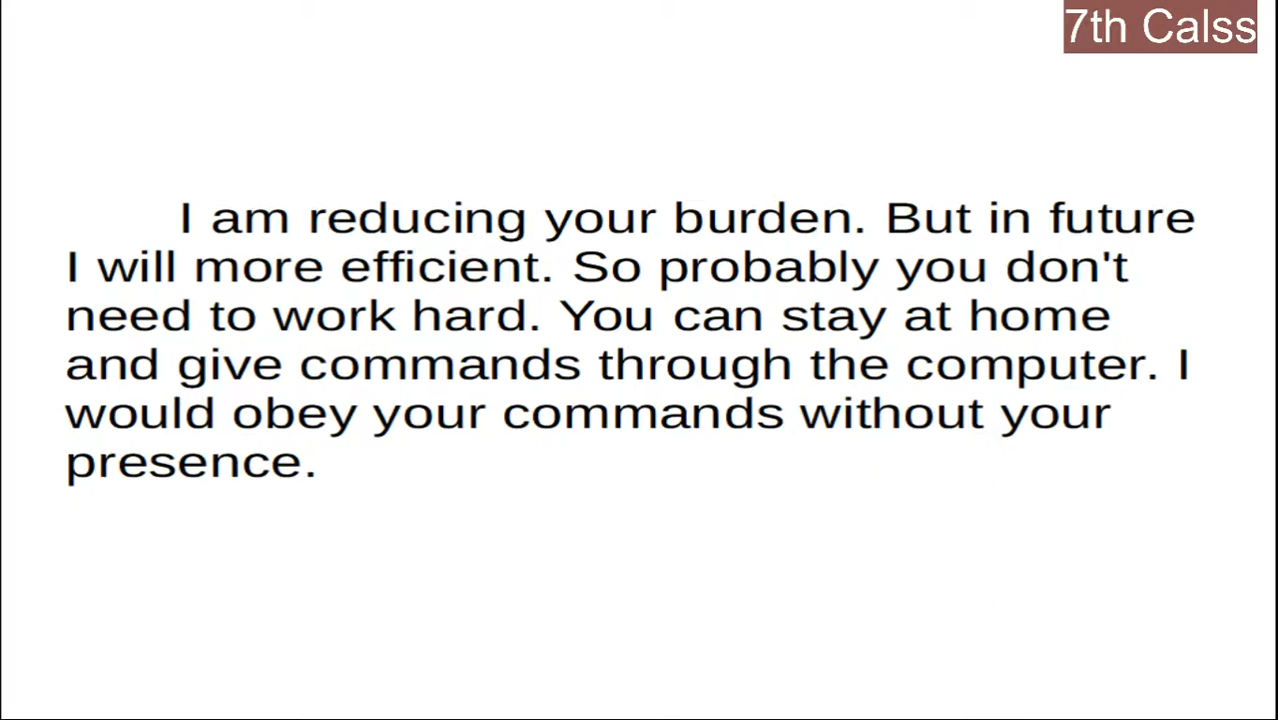 7th Calss
I am reducing your burden. But in future
I will more efficient. So probably you don't
need to work hard. You can stay at home
and give commands through the computer. I
would obey your commands without your
presence.